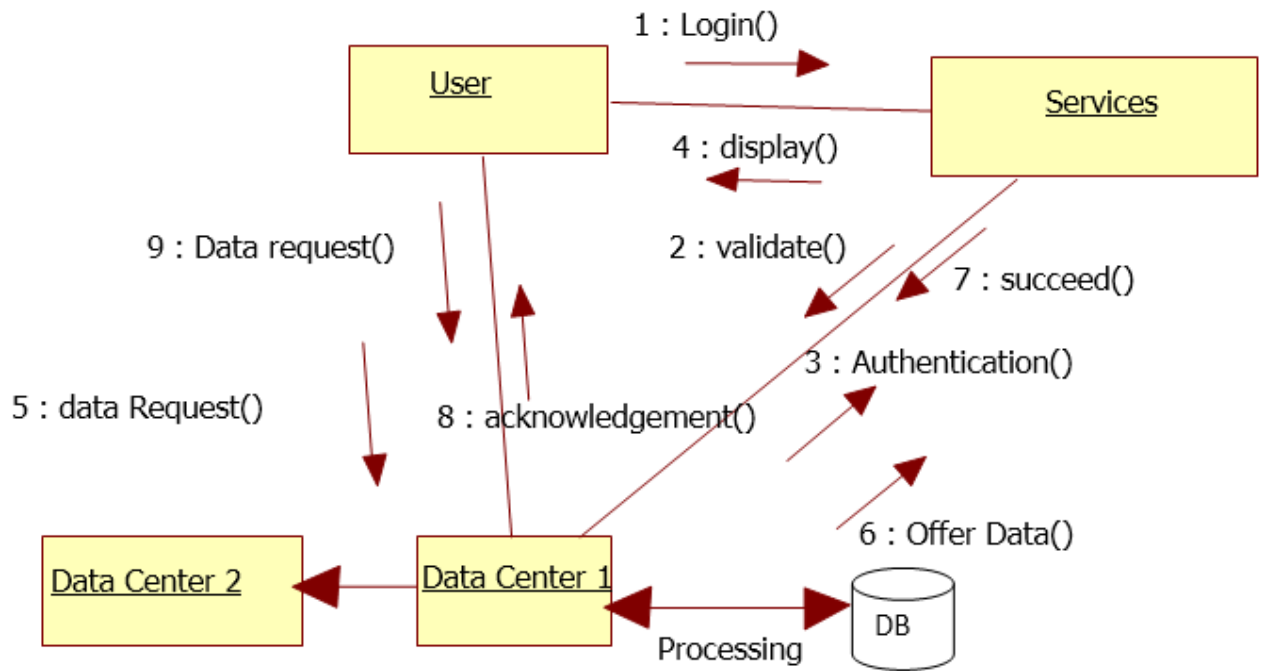 1 : Login()
User
Services
4 : display()
9 : Data request()
2 : validate()
7 : succeed()
3 : Authentication()
5 : data Request()
8 : acknowledgement()
6 : Offer Data()
Data Center 2
Data Center 1
DB
Processing